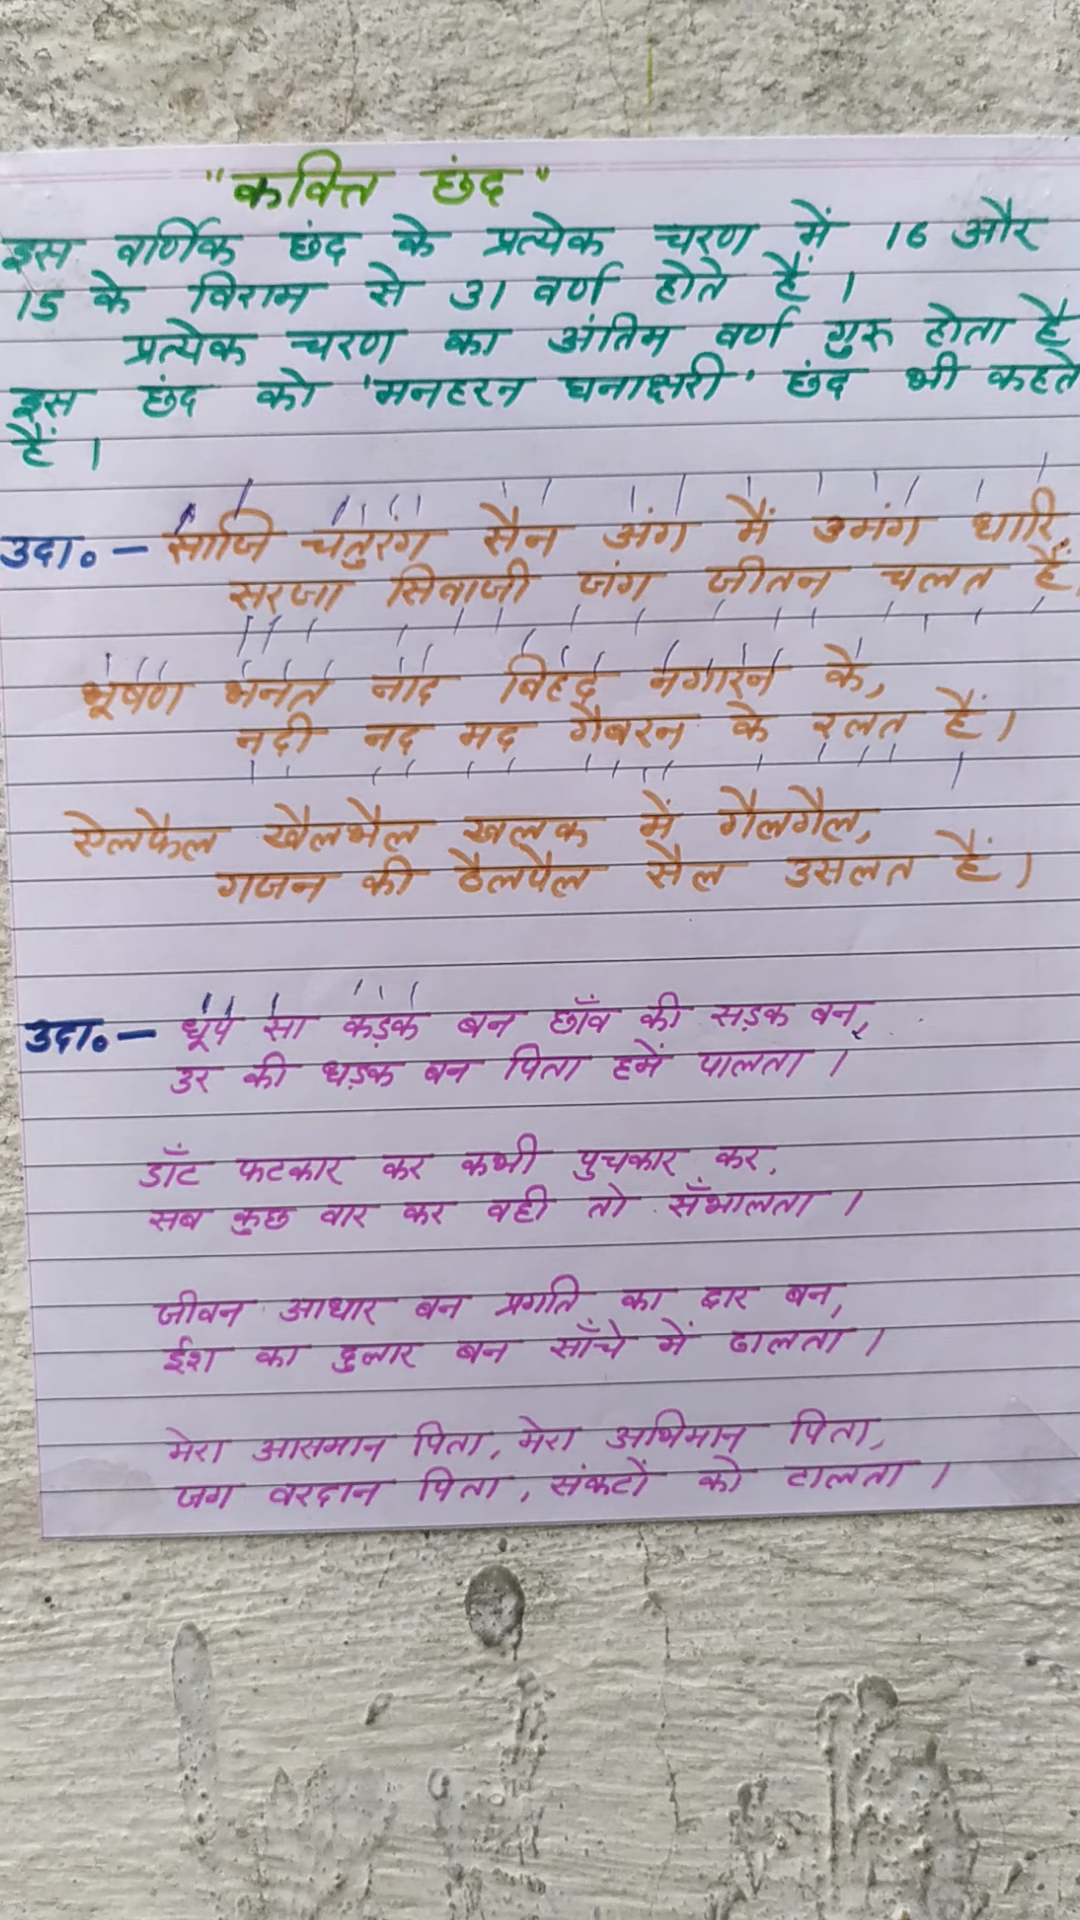 "कवित्त छंद"
इस वर्णिक छंद के प्रत्येक चरण में 16 और
15 के विराम से 31 वर्ण होते हैं ।
प्रत्येक चरण का अंतिम वर्ण गुरू होता है
इस छंद को 'मनहरन घनाक्षरी' छंद भी कहते
हैं ।
उदा॰ – साजि चतुरंग सैन अंग मैं उमंग धारि,
सरजा सिवाजी जंग जीतन चलत हैं,
भूषण भनत नाद बिहद नगारन के,
नदी नद मद गैबरन के रलत हैं ।
ऐलफैल खैलभैल खलक में गैलगैल,
गजन की ठैलपैल सैल उसलत हैं ।
उदा॰ – धूप सा कड़क बन छाँव की सड़क बन,
उर की धड़क बन पिता हमें पालता ।
डाँट फटकार कर कभी पुचकार कर,
सब कुछ वार कर वही तो सँभालता ।
जीवन आधार बन प्रगति का द्वार बन,
ईश का दुलार बन साँचे में ढालता ।
मेरा आसमान पिता, मेरा अभिमान पिता,
जग वरदान पिता, संकटों को टालता ।